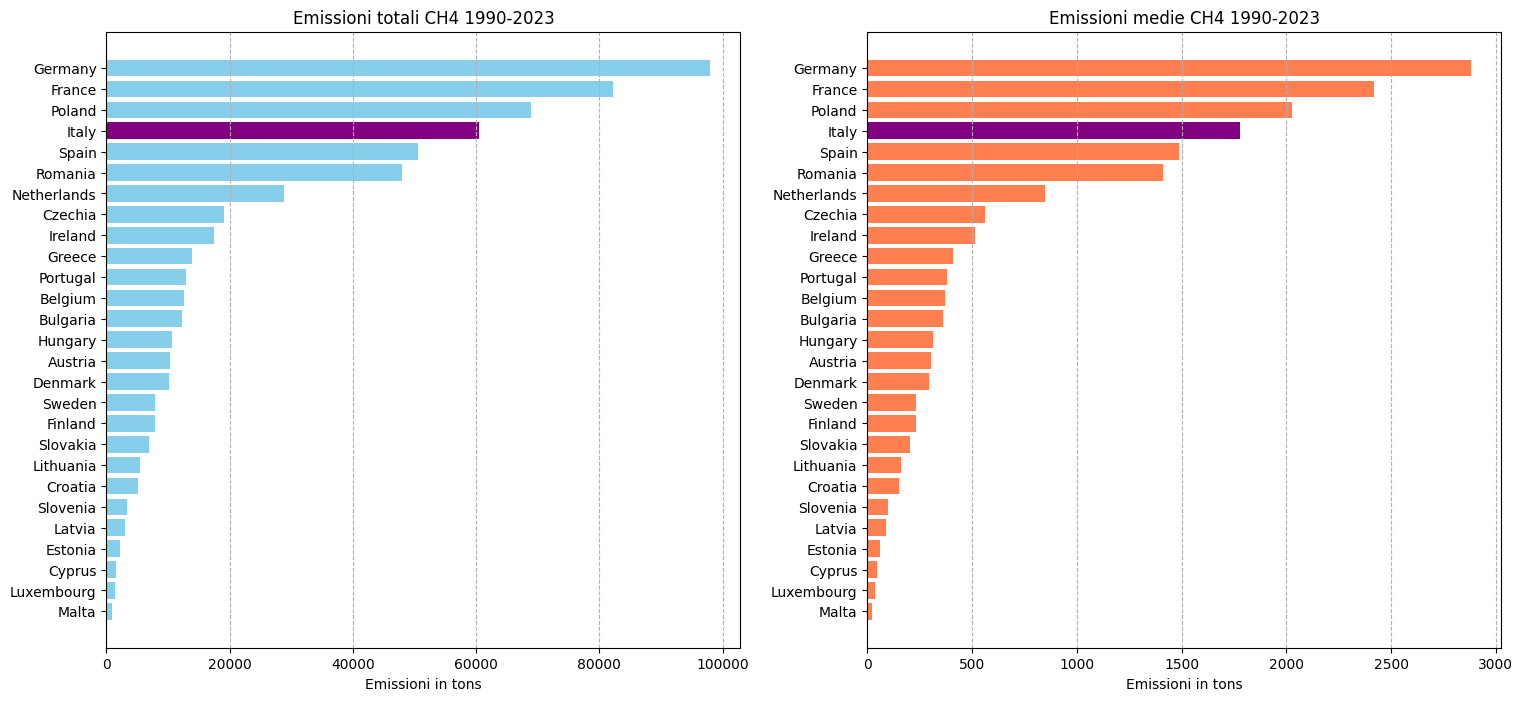 Emissioni totali CH4 1990-2023
Germany
France
Poland
Italy
Spain
Romania
Netherlands
Czechia
Ireland
Greece
Portugal
Belgium
Bulgaria
Hungary
Austria
Denmark
Sweden
Finland
Slovakia
Lithuania
Croatia
Slovenia
Latvia
Estonia
Cyprus
Luxembourg
Malta
0 20000 40000 60000 80000 100000
Emissioni in tons
Emissioni medie CH4 1990-2023
Germany
France
Poland
Italy
Spain
Romania
Netherlands
Czechia
Ireland
Greece
Portugal
Belgium
Bulgaria
Hungary
Austria
Denmark
Sweden
Finland
Slovakia
Lithuania
Croatia
Slovenia
Latvia
Estonia
Cyprus
Luxembourg
Malta
0 500 1000 1500 2000 2500 3000
Emissioni in tons